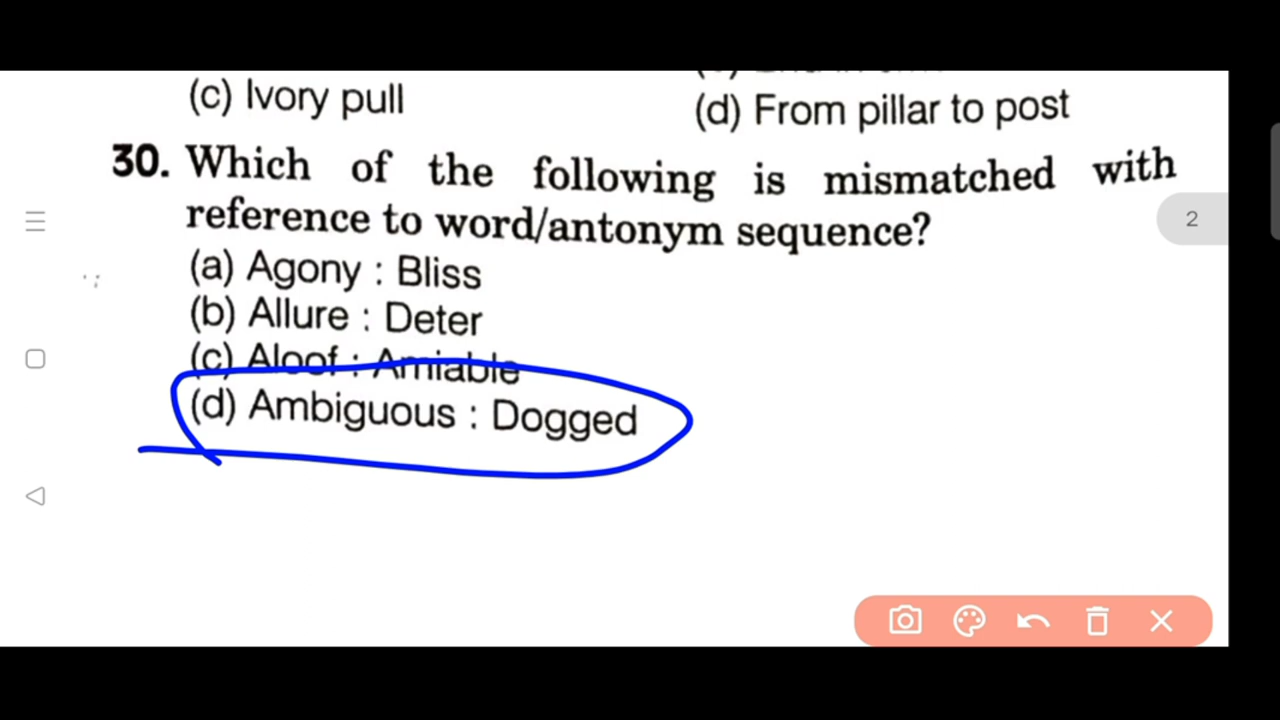 (c) Ivory pull
(d) From pillar to post
30. Which of the following is mismatched with
reference to word/antonym sequence?
(a) Agony : Bliss
(b) Allure : Deter
(c) Aloof : Amiable
(d) Ambiguous : Dogged
2